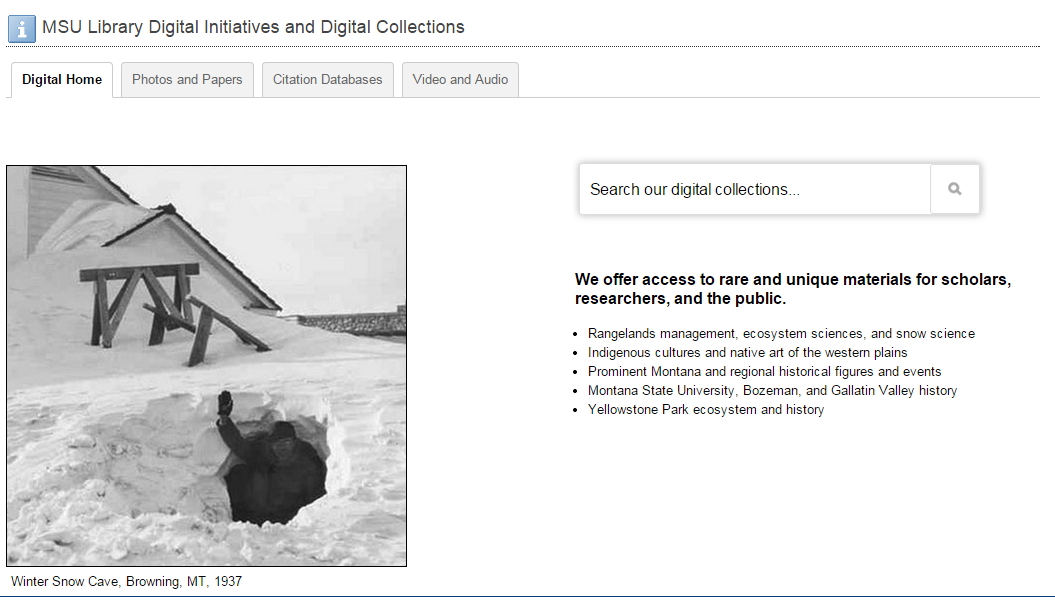 MSU Library Digital Initiatives and Digital Collections
Digital Home
Photos and Papers
Citation Databases
Video and Audio
Search our digital collections...
We offer access to rare and unique materials for scholars,
researchers, and the public.
Rangelands management, ecosystem sciences, and snow science
Indigenous cultures and native art of the western plains
Prominent Montana and regional historical figures and events
Montana State University, Bozeman, and Gallatin Valley history
Yellowstone Park ecosystem and history
Winter Snow Cave, Browning, MT, 1937